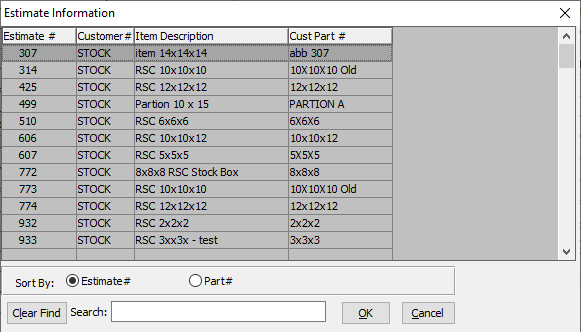 Estimate Information
Estimate # Customer# Item Description Cust Part #
307 STOCK item 14x14x14 abb 307
314 STOCK RSC 10x10x10 10X10X10 Old
425 STOCK RSC 12x12x12 12x12x12
499 STOCK Partion 10 x 15 PARTION A
510 STOCK RSC 6x6x6 6X6X6
606 STOCK RSC 10x10x12 10x10x12
607 STOCK RSC 5x5x5 5X5X5
772 STOCK 8x8x8 RSC Stock Box 8x8x8
773 STOCK RSC 10x10x10 10X10X10 Old
774 STOCK RSC 12x12x12 12x12x12
932 STOCK RSC 2x2x2 2x2x2
933 STOCK RSC 3xx3x - test 3x3x3
Sort By: Estimate# Part#
Clear Find Search: OK Cancel